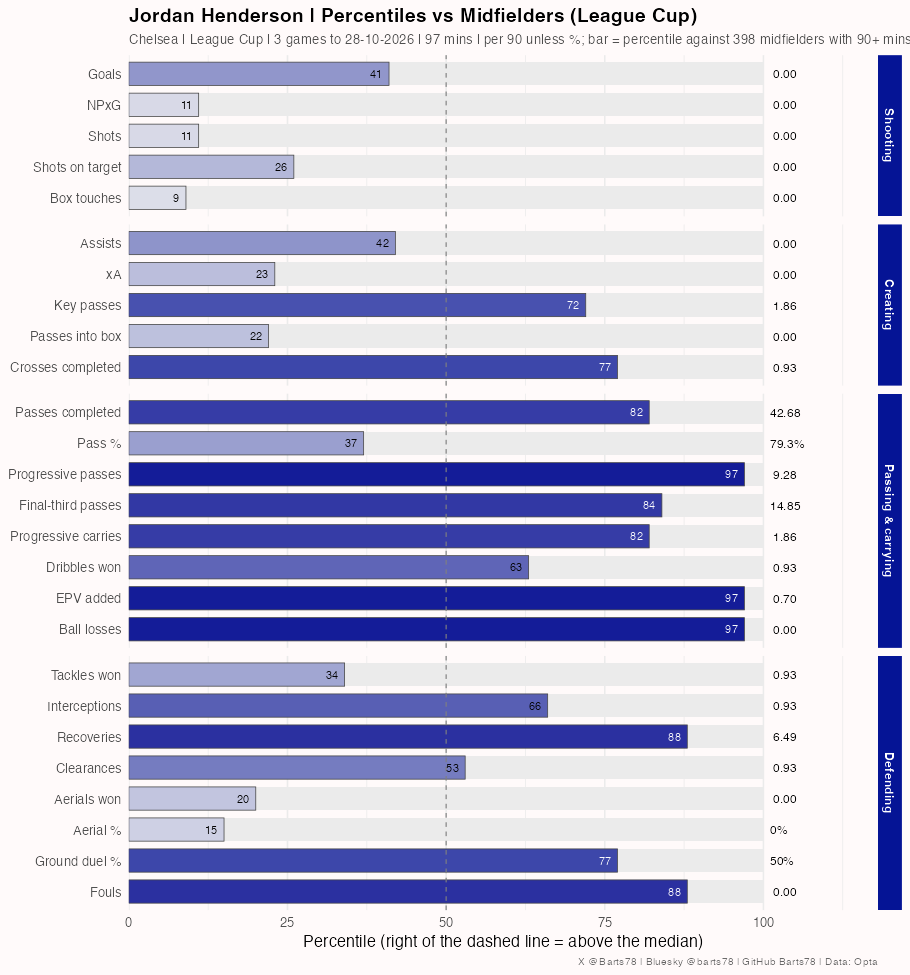 Jordan Henderson | Percentiles vs Midfielders (League Cup)
Chelsea | League Cup | 3 games to 28-10-2026 | 97 mins | per 90 unless %; bar = percentile against 398 midfielders with 90+ mins
Goals 41 0.00
NPxG 11 0.00
Shots 11 0.00
Shots on target 26 0.00
Box touches 9 0.00
Shooting
Assists 42 0.00
xA 23 0.00
Key passes 72 1.86
Passes into box 22 0.00
Crosses completed 77 0.93
Creating
Passes completed 82 42.68
Pass % 37 79.3%
Progressive passes 97 9.28
Final-third passes 84 14.85
Progressive carries 82 1.86
Dribbles won 63 0.93
EPV added 97 0.70
Ball losses 97 0.00
Passing & carrying
Tackles won 34 0.93
Interceptions 66 0.93
Recoveries 88 6.49
Clearances 53 0.93
Aerials won 20 0.00
Aerial % 15 0%
Ground duel % 77 50%
Fouls 88 0.00
Defending
0 25 50 75 100
Percentile (right of the dashed line = above the median)
X @Barts78 | Bluesky @barts78 | GitHub Barts78 | Data: Opta